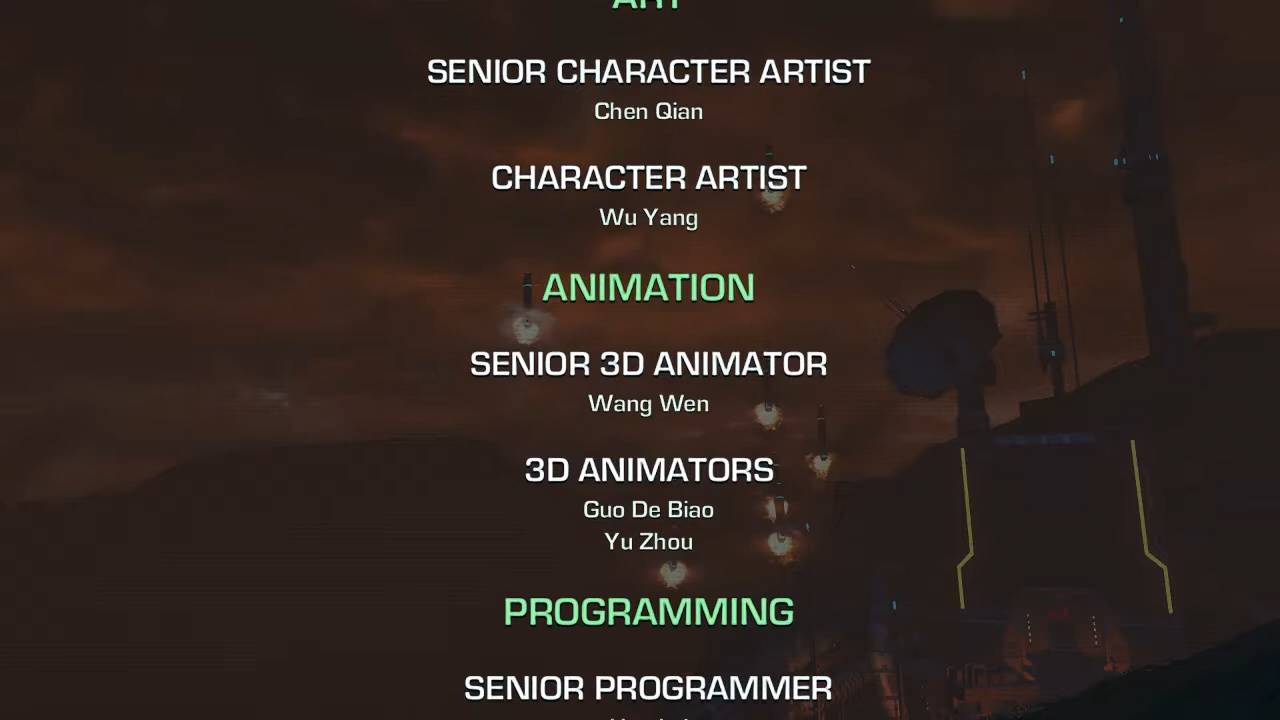 ART
SENIOR CHARACTER ARTIST
Chen Qian
CHARACTER ARTIST
Wu Yang
ANIMATION
SENIOR 3D ANIMATOR
Wang Wen
3D ANIMATORS
Guo De Biao
Yu Zhou
PROGRAMMING
SENIOR PROGRAMMER